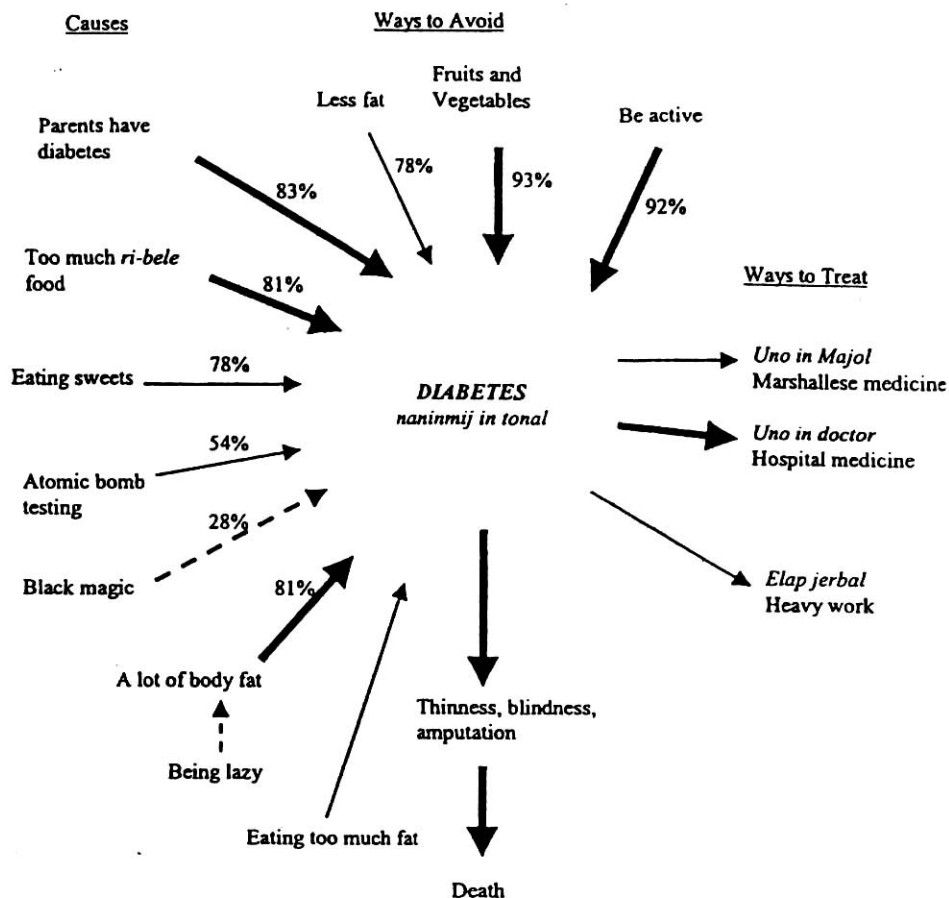 Causes
Ways to Avoid
Parents have
diabetes
Less fat
Fruits and
Vegetables
Be active
83%
78%
93%
92%
Too much ri-bele
food
81%
Ways to Treat
Eating sweets
78%
DIABETES
naninmij in tonal
Uno in Majol
Marshallese medicine
Uno in doctor
Hospital medicine
Atomic bomb
testing
54%
Black magic
28%
Elap jerbal
Heavy work
A lot of body fat
81%
Being lazy
Eating too much fat
Thinness, blindness,
amputation
Death